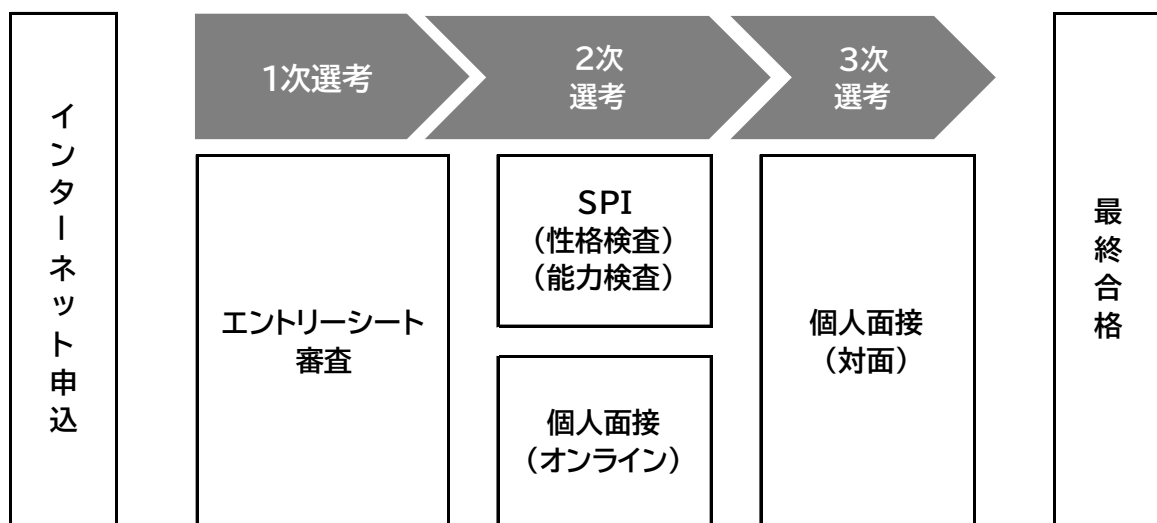 インターネット申込
1次選考
2次
選考
3次
選考
エントリーシート
審査
SPI
(性格検査)
(能力検査)
個人面接
(オンライン)
個人面接
(対面)
最終合格